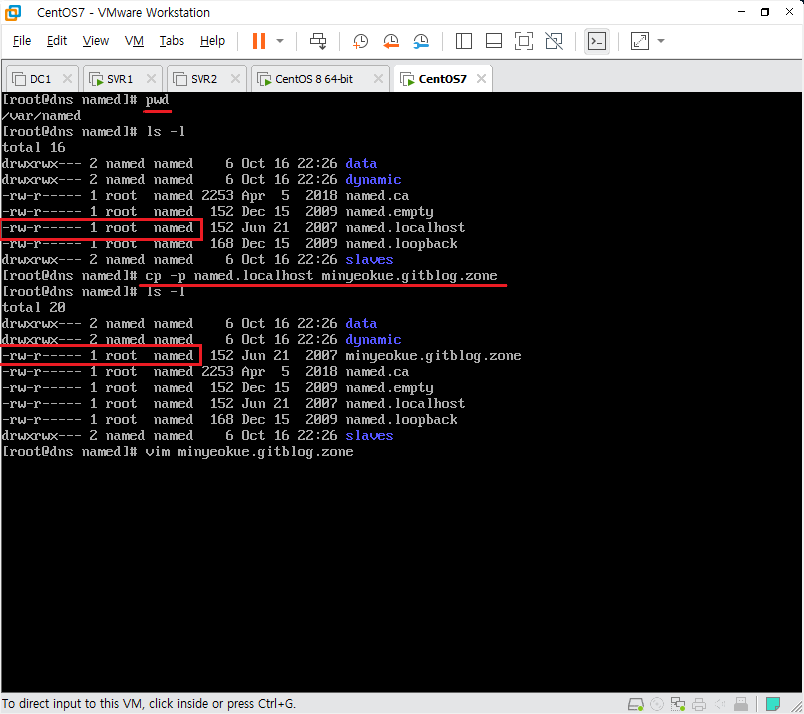 CentOS7 - VMware Workstation
File Edit View VM Tabs Help
DC1 SVR1 SVR2 CentOS 8 64-bit CentOS7
[root@dns named]# pwd
/var/named
[root@dns named]# ls -l
total 16
drwxrwx--- 2 named named    6 Oct 16 22:26 data
drwxrwx--- 2 named named    6 Oct 16 22:26 dynamic
-rw-r----- 1 root  named 2253 Apr  5  2018 named.ca
-rw-r----- 1 root  named  152 Dec 15  2009 named.empty
-rw-r----- 1 root  named  152 Jun 21  2007 named.localhost
-rw-r----- 1 root  named  168 Dec 15  2009 named.loopback
drwxrwx--- 2 named named    6 Oct 16 22:26 slaves
[root@dns named]# cp -p named.localhost minyeokue.gitblog.zone
[root@dns named]# ls -l
total 20
drwxrwx--- 2 named named    6 Oct 16 22:26 data
drwxrwx--- 2 named named    6 Oct 16 22:26 dynamic
-rw-r----- 1 root  named  152 Jun 21  2007 minyeokue.gitblog.zone
-rw-r----- 1 root  named 2253 Apr  5  2018 named.ca
-rw-r----- 1 root  named  152 Dec 15  2009 named.empty
-rw-r----- 1 root  named  152 Jun 21  2007 named.localhost
-rw-r----- 1 root  named  168 Dec 15  2009 named.loopback
drwxrwx--- 2 named named    6 Oct 16 22:26 slaves
[root@dns named]# vim minyeokue.gitblog.zone
To direct input to this VM, click inside or press Ctrl+G.